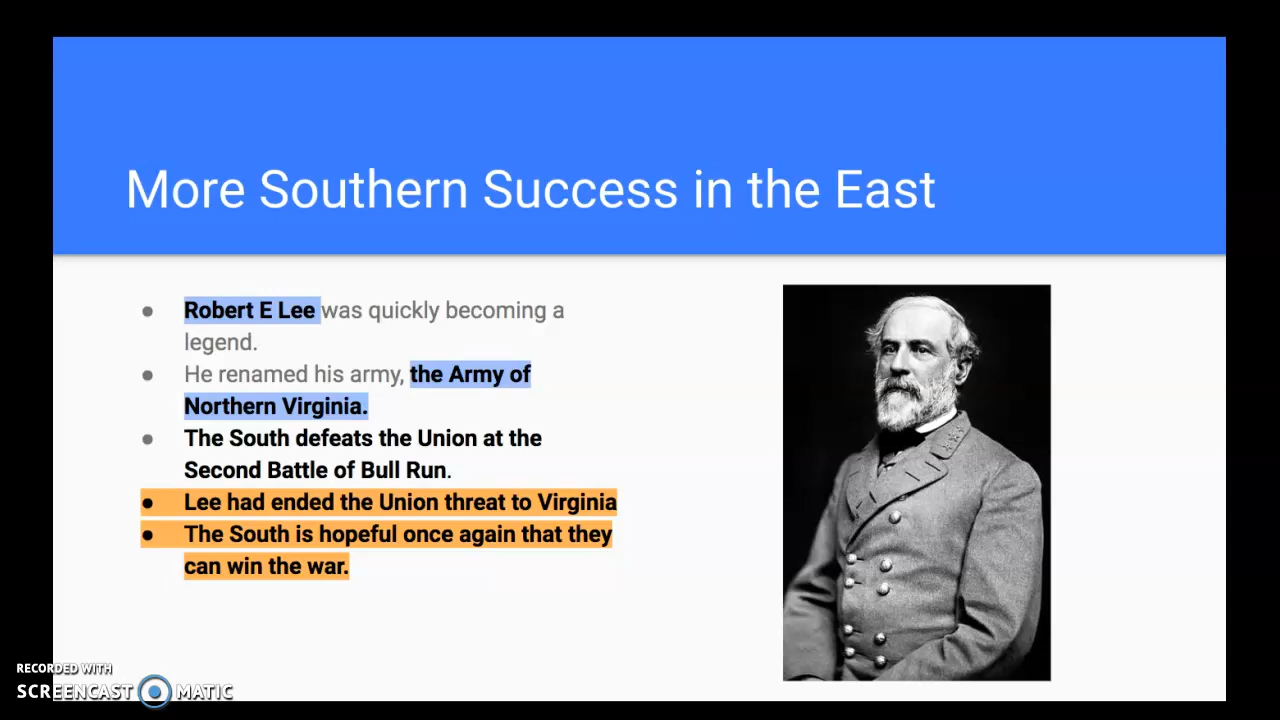 More Southern Success in the East
● Robert E Lee was quickly becoming a
legend.
● He renamed his army, the Army of
Northern Virginia.
● The South defeats the Union at the
Second Battle of Bull Run.
● Lee had ended the Union threat to Virginia
● The South is hopeful once again that they
can win the war.
RECORDED WITH
SCREENCAST MATIC